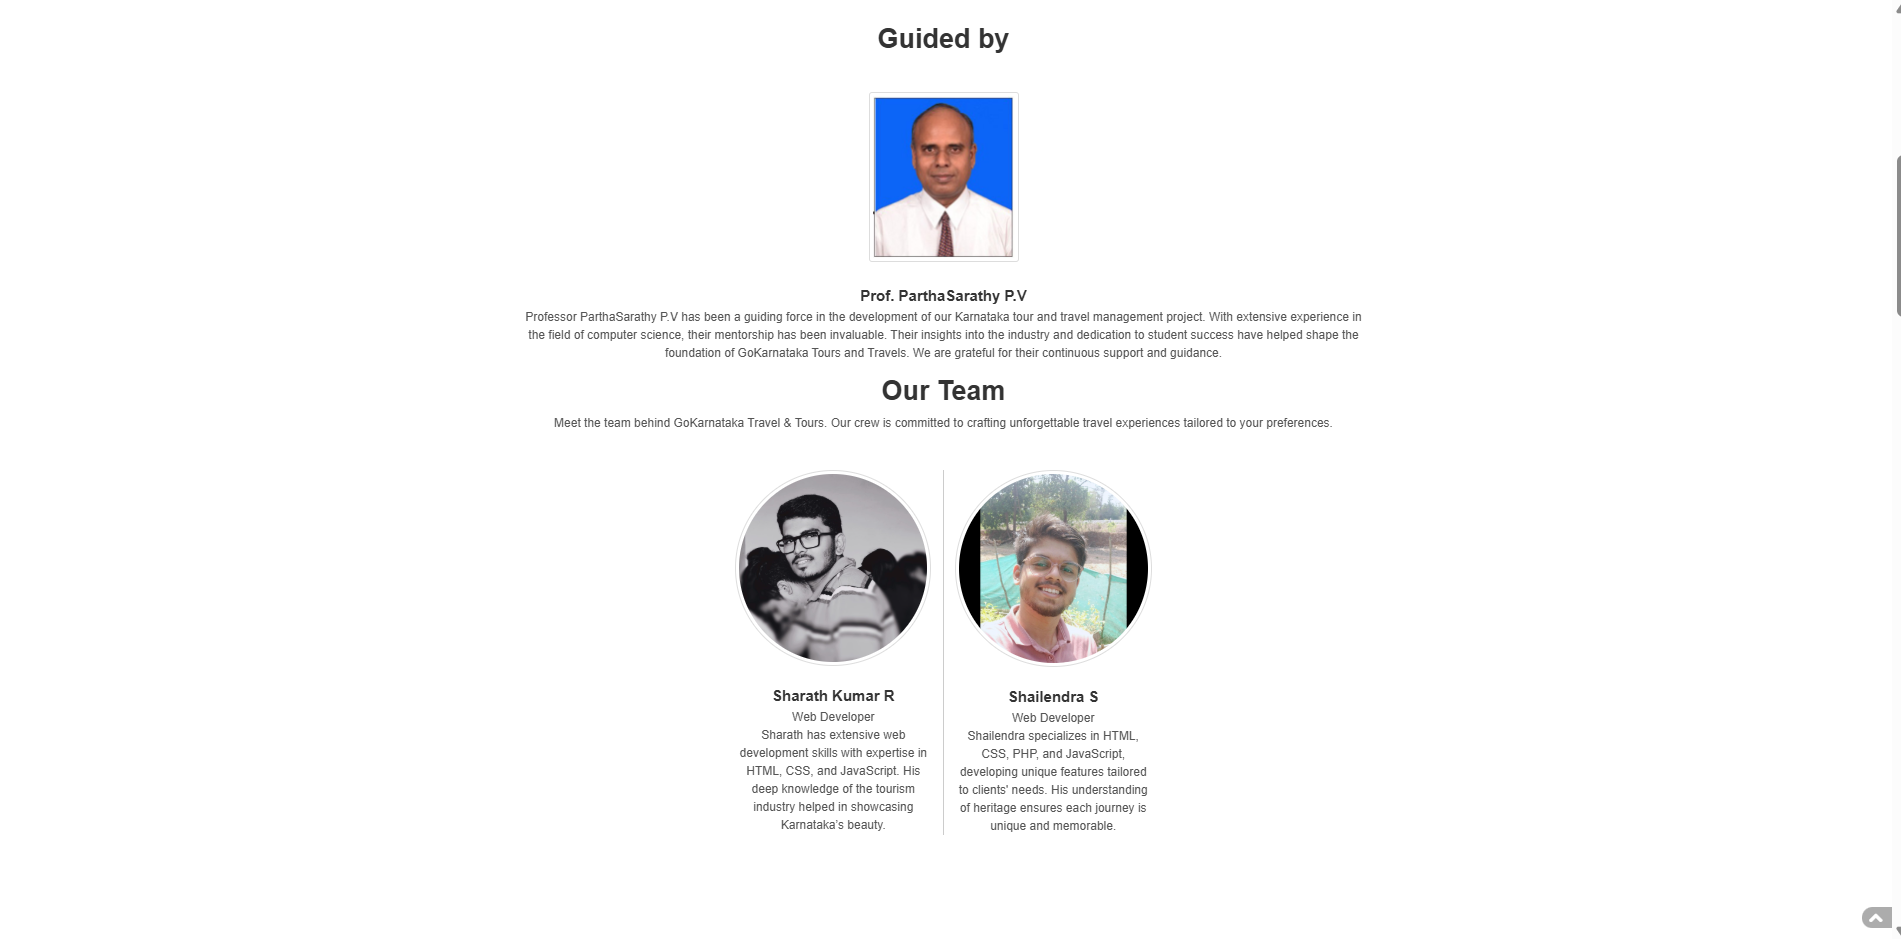 Guided by
Prof. ParthaSarathy P.V
Professor ParthaSarathy P.V has been a guiding force in the development of our Karnataka tour and travel management project. With extensive experience in
the field of computer science, their mentorship has been invaluable. Their insights into the industry and dedication to student success have helped shape the
foundation of GoKarnataka Tours and Travels. We are grateful for their continuous support and guidance.
Our Team
Meet the team behind GoKarnataka Travel & Tours. Our crew is committed to crafting unforgettable travel experiences tailored to your preferences.
Sharath Kumar R
Web Developer
Sharath has extensive web
development skills with expertise in
HTML, CSS, and JavaScript. His
deep knowledge of the tourism
industry helped in showcasing
Karnataka's beauty.
Shailendra S
Web Developer
Shailendra specializes in HTML,
CSS, PHP, and JavaScript,
developing unique features tailored
to clients' needs. His understanding
of heritage ensures each journey is
unique and memorable.